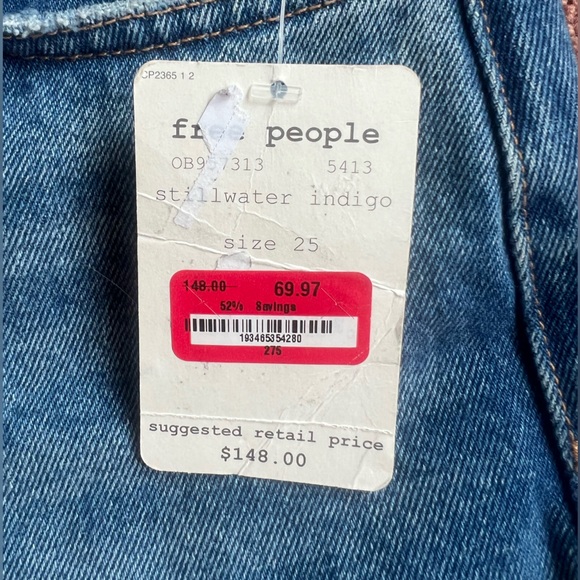 CP2365 1 2
free people
OB957313 5413
stillwater indigo
size 25
148.00 69.97
52% Savings
193465354280
275
suggested retail price
$148.00